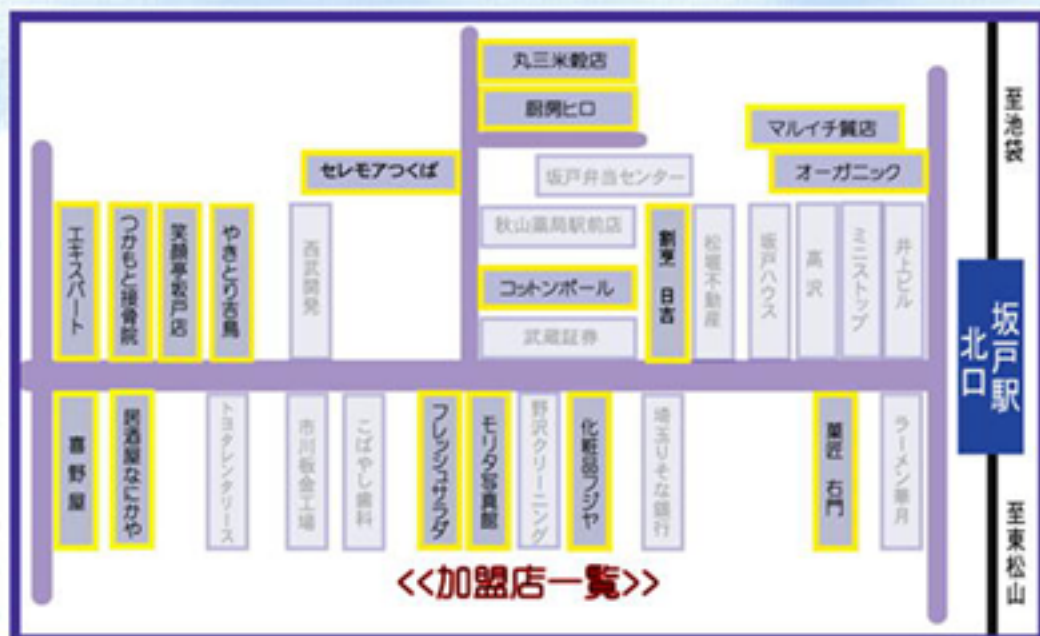 丸三米穀店
厨房ヒロ
マルイチ質店
セレモアつくば
坂戸弁当センター
オーガニック
エキスパート
つかもと接骨院
笑顔亭坂戸店
やきとり吉鳥
西武開発
秋山薬局駅前店
コットンボール
武蔵証券
割烹 日吉
松堀不動産
坂戸ハウス
高沢
ミニストップ
井上ビル
喜野屋
居酒屋なにかや
トヨタレンタリース
市川板金工場
こばやし歯科
フレッシュサラダ
モリタ写真館
野沢クリーニング
化粧品フジヤ
埼玉りそな銀行
菓匠 右門
ラーメン華月
至池袋
坂戸駅
北口
至東松山
<<加盟店一覧>>